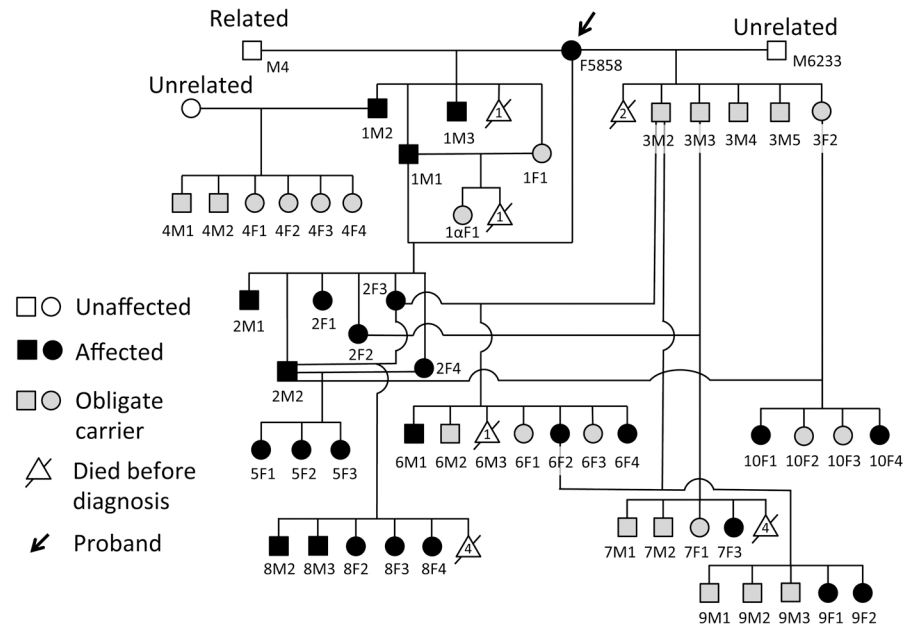 Related
Unrelated
M4
F5858
M6233
Unrelated
1
2
1M2
1M3
3M2
3M3
3M4
3M5
3F2
1M1
1F1
1
1αF1
4M1
4M2
4F1
4F2
4F3
4F4
2F3
2M1
2F1
2F2
2F4
2M2
Unaffected
Affected
Obligate
carrier
Died before
diagnosis
Proband
5F1
5F2
5F3
1
6M1
6M2
6M3
6F1
6F2
6F3
6F4
10F1
10F2
10F3
10F4
4
7M1
7M2
7F1
7F3
4
8M2
8M3
8F2
8F3
8F4
9M1
9M2
9M3
9F1
9F2